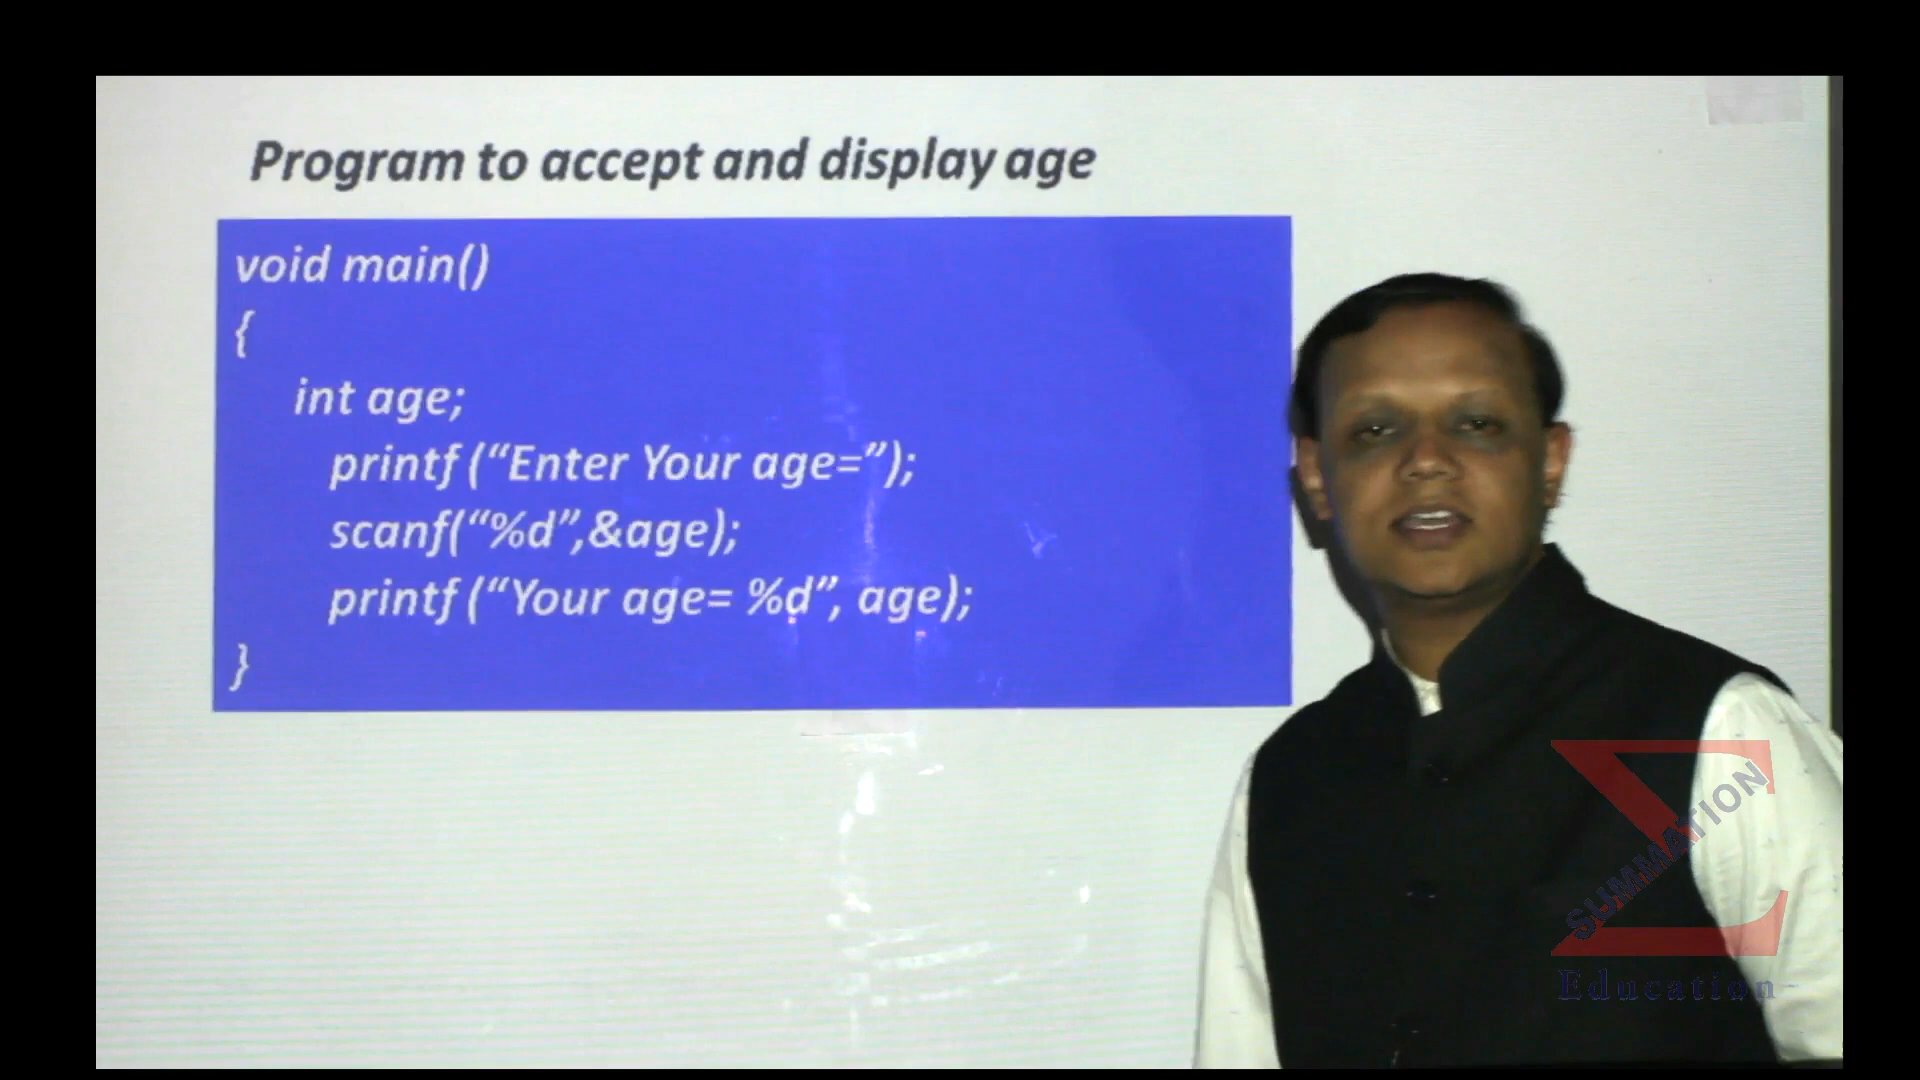 Program to accept and display age
void main()
{
int age;
printf (“Enter Your age=”);
scanf(“%d”,&age);
printf (“Your age= %d”, age);
}
SUMMATION
Education